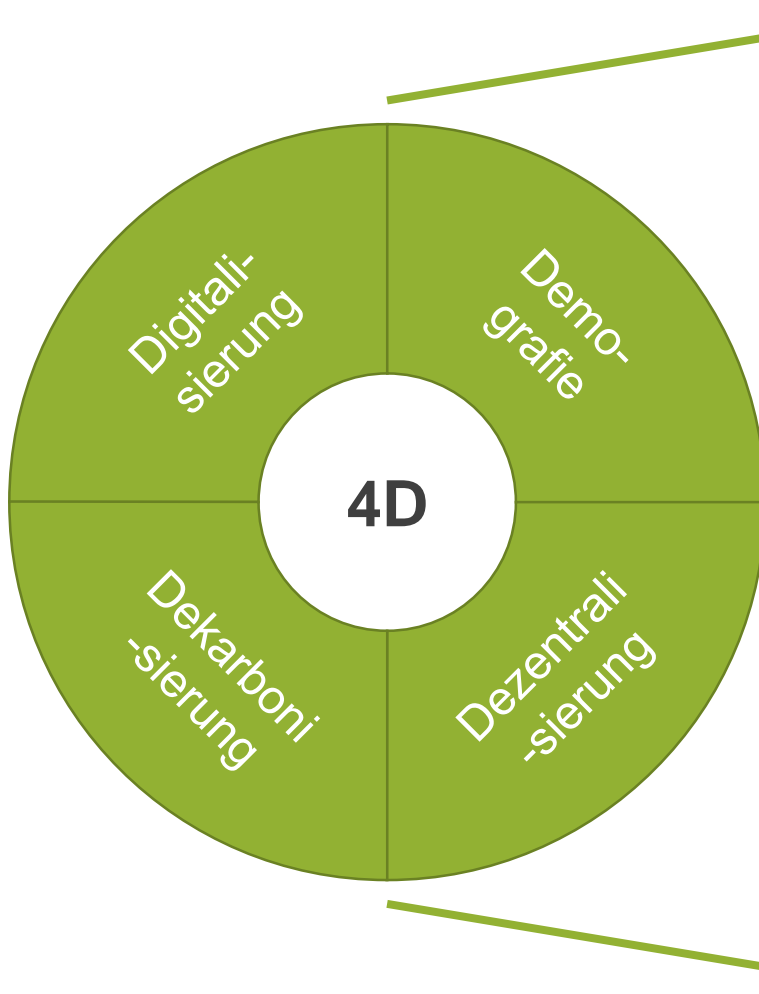 Digitali-
sierung
Demo-
grafie
4D
Dekarboni
-sierung
Dezentrali
-sierung